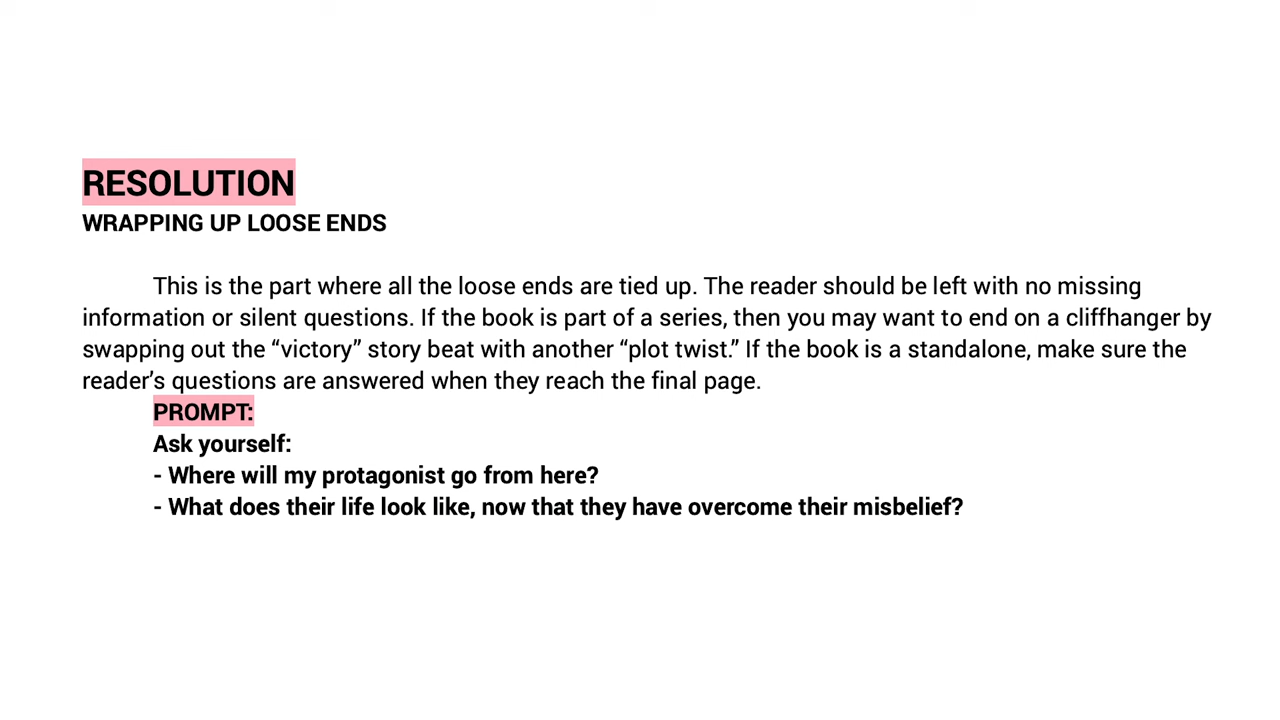 RESOLUTION
WRAPPING UP LOOSE ENDS
This is the part where all the loose ends are tied up. The reader should be left with no missing
information or silent questions. If the book is part of a series, then you may want to end on a cliffhanger by
swapping out the “victory” story beat with another “plot twist.” If the book is a standalone, make sure the
reader’s questions are answered when they reach the final page.
PROMPT:
Ask yourself:
- Where will my protagonist go from here?
- What does their life look like, now that they have overcome their misbelief?